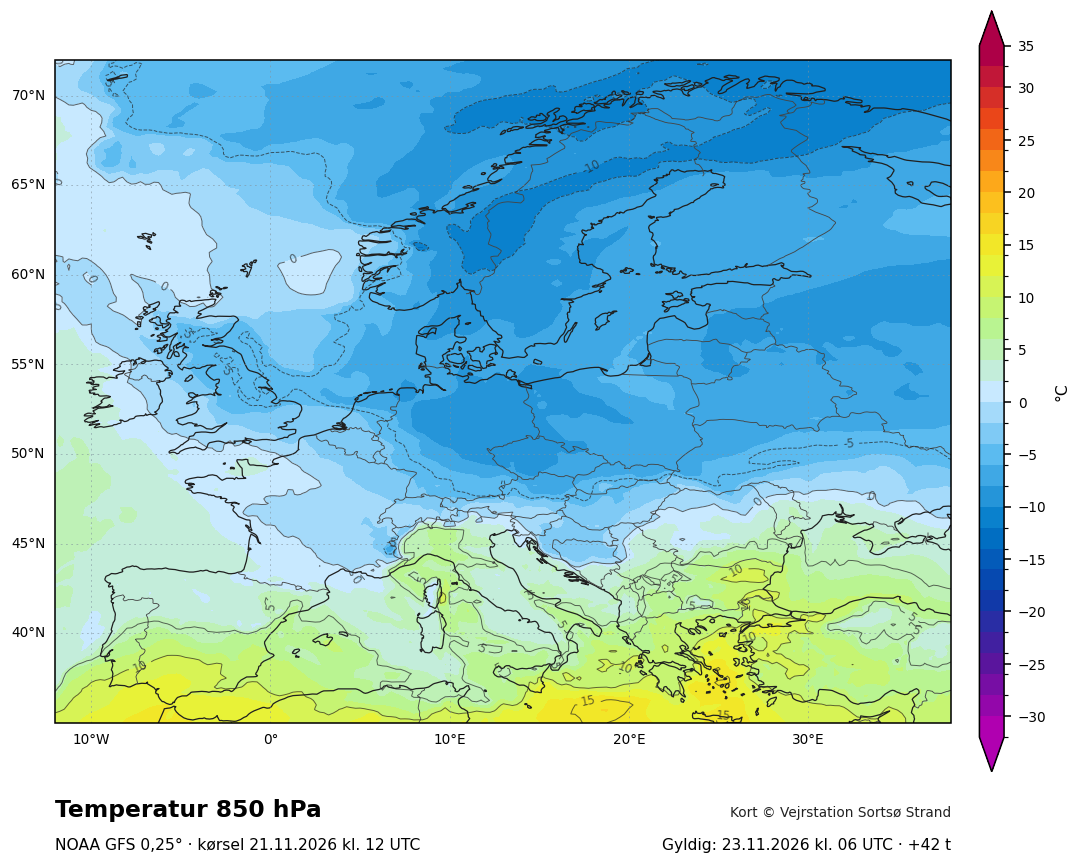 70°N
65°N
60°N
55°N
50°N
45°N
40°N
10°W
0°
10°E
20°E
30°E
35
30
25
20
15
10
5
0
−5
−10
−15
−20
−25
−30
°C
Temperatur 850 hPa
Kort © Vejrstation Sortsø Strand
NOAA GFS 0,25° · kørsel 21.11.2026 kl. 12 UTC
Gyldig: 23.11.2026 kl. 06 UTC · +42 t